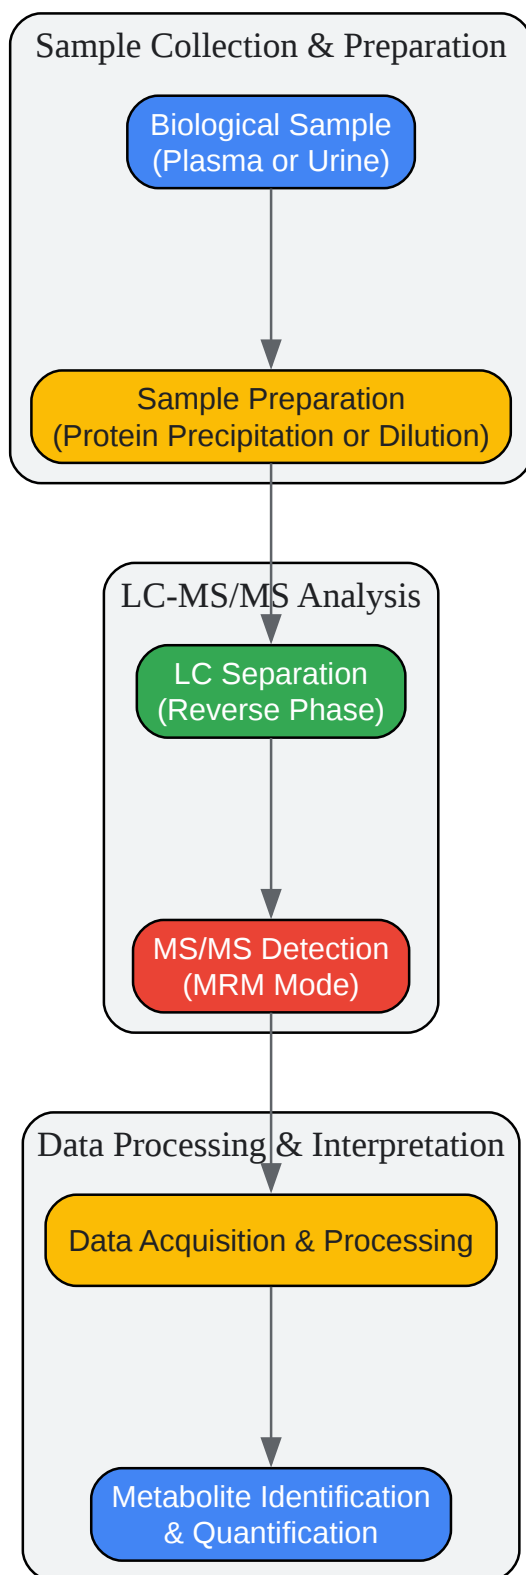 Sample Collection & Preparation
Biological Sample
(Plasma or Urine)
Sample Preparation
(Protein Precipitation or Dilution)
LC-MS/MS Analysis
LC Separation
(Reverse Phase)
MS/MS Detection
(MRM Mode)
Data Processing & Interpretation
Data Acquisition & Processing
Metabolite Identification
& Quantification